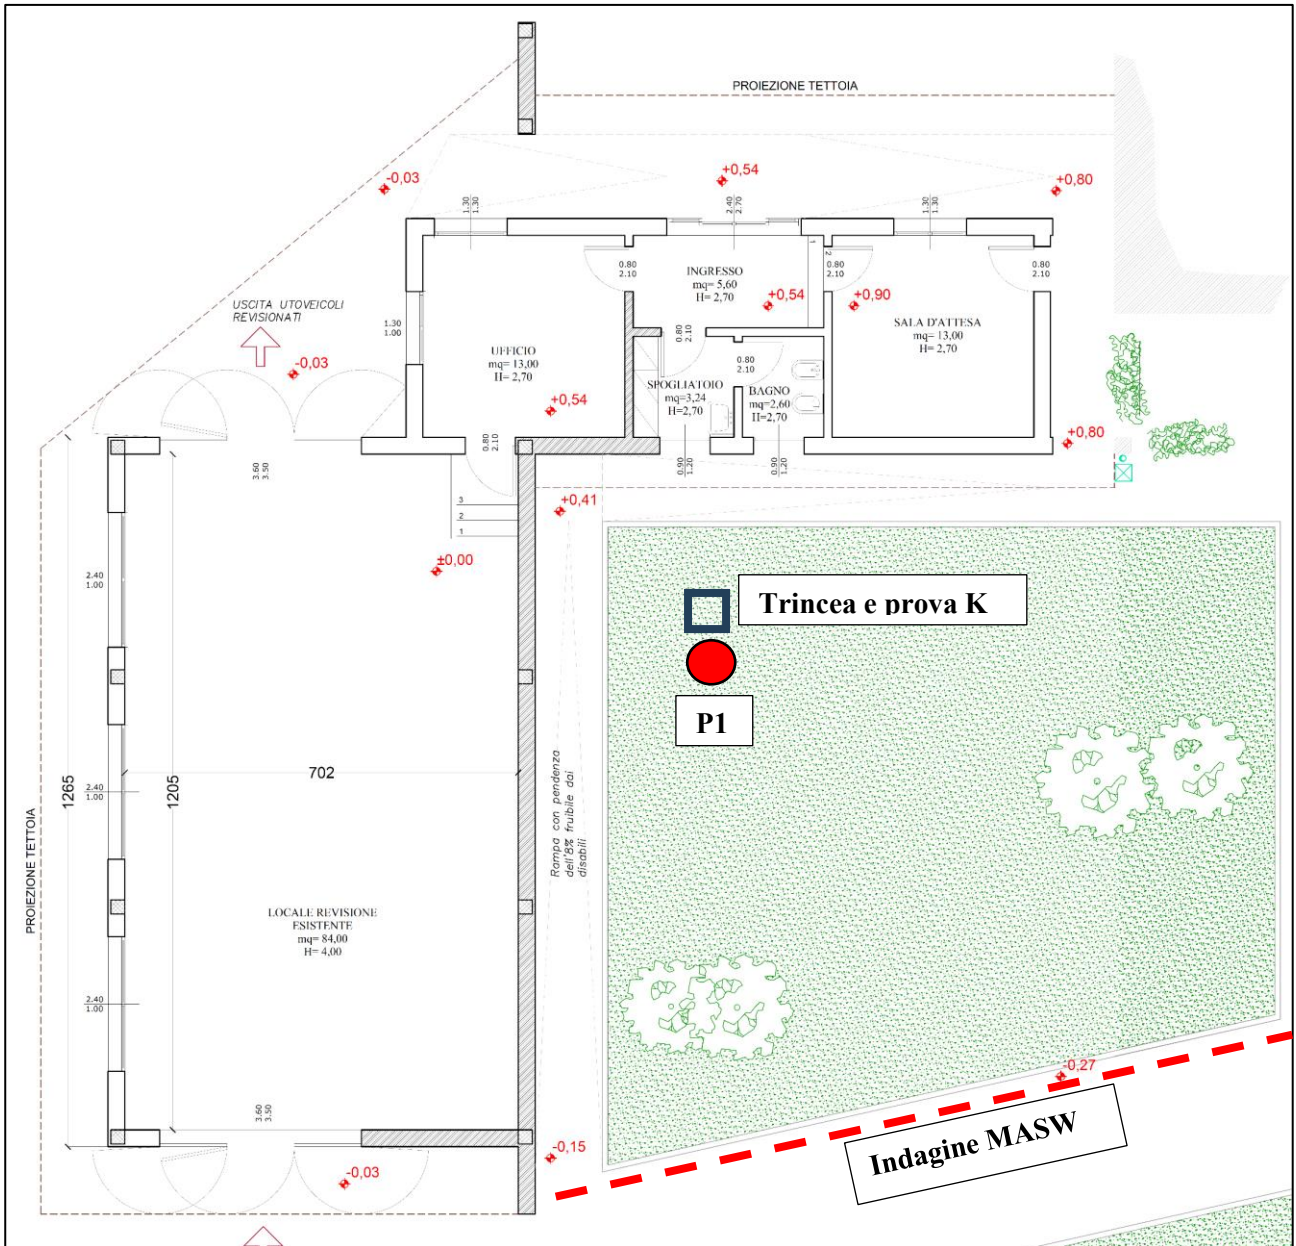 PROIEZIONE TETTOIA
-0,03
+0,54
+0,80
1.30
1.30
2.40
2.70
1.30
1.30
0.80
2.10
INGRESSO
mq= 5,60
H= 2,70
+0,54
1
2
0.80
2.10
+0,90
0.80
2.10
SALA D'ATTESA
mq= 13,00
H= 2,70
USCITA UTOVEICOLI
REVISIONATI
-0,03
1.30
1.00
UFFICIO
mq= 13,00
H= 2,70
+0,54
0.80
2.10
SPOGLIATOIO
mq=3,24
H=2,70
0.80
2.10
BAGNO
mq=2,60
H=2,70
+0,80
3.60
3.50
0.80
2.10
0.90
1.20
0.90
1.20
3
2
1
+0,41
±0,00
2.40
1.00
Trincea e prova K
P1
702
1265
1205
2.40
1.00
PROIEZIONE TETTOIA
Rampa con pendenza
dell'8% fruibile dai
disabili
LOCALE REVISIONE
ESISTENTE
mq= 84,00
H= 4,00
2.40
1.00
3.60
3.50
-0,27
Indagine MASW
-0,15
-0,03